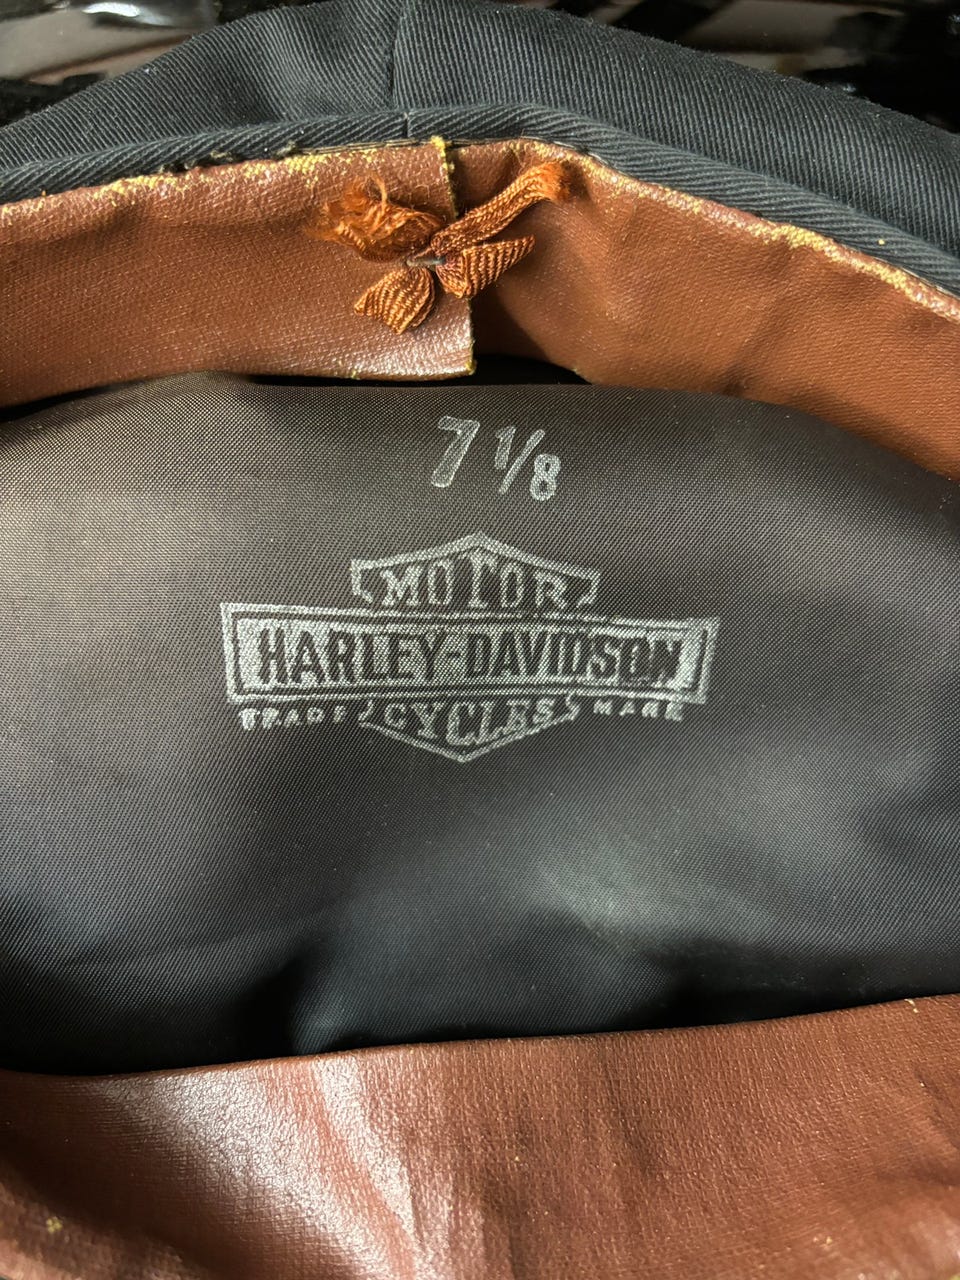 7 1/8
MOTOR
HARLEY-DAVIDSON
TRADE CYCLES MARK